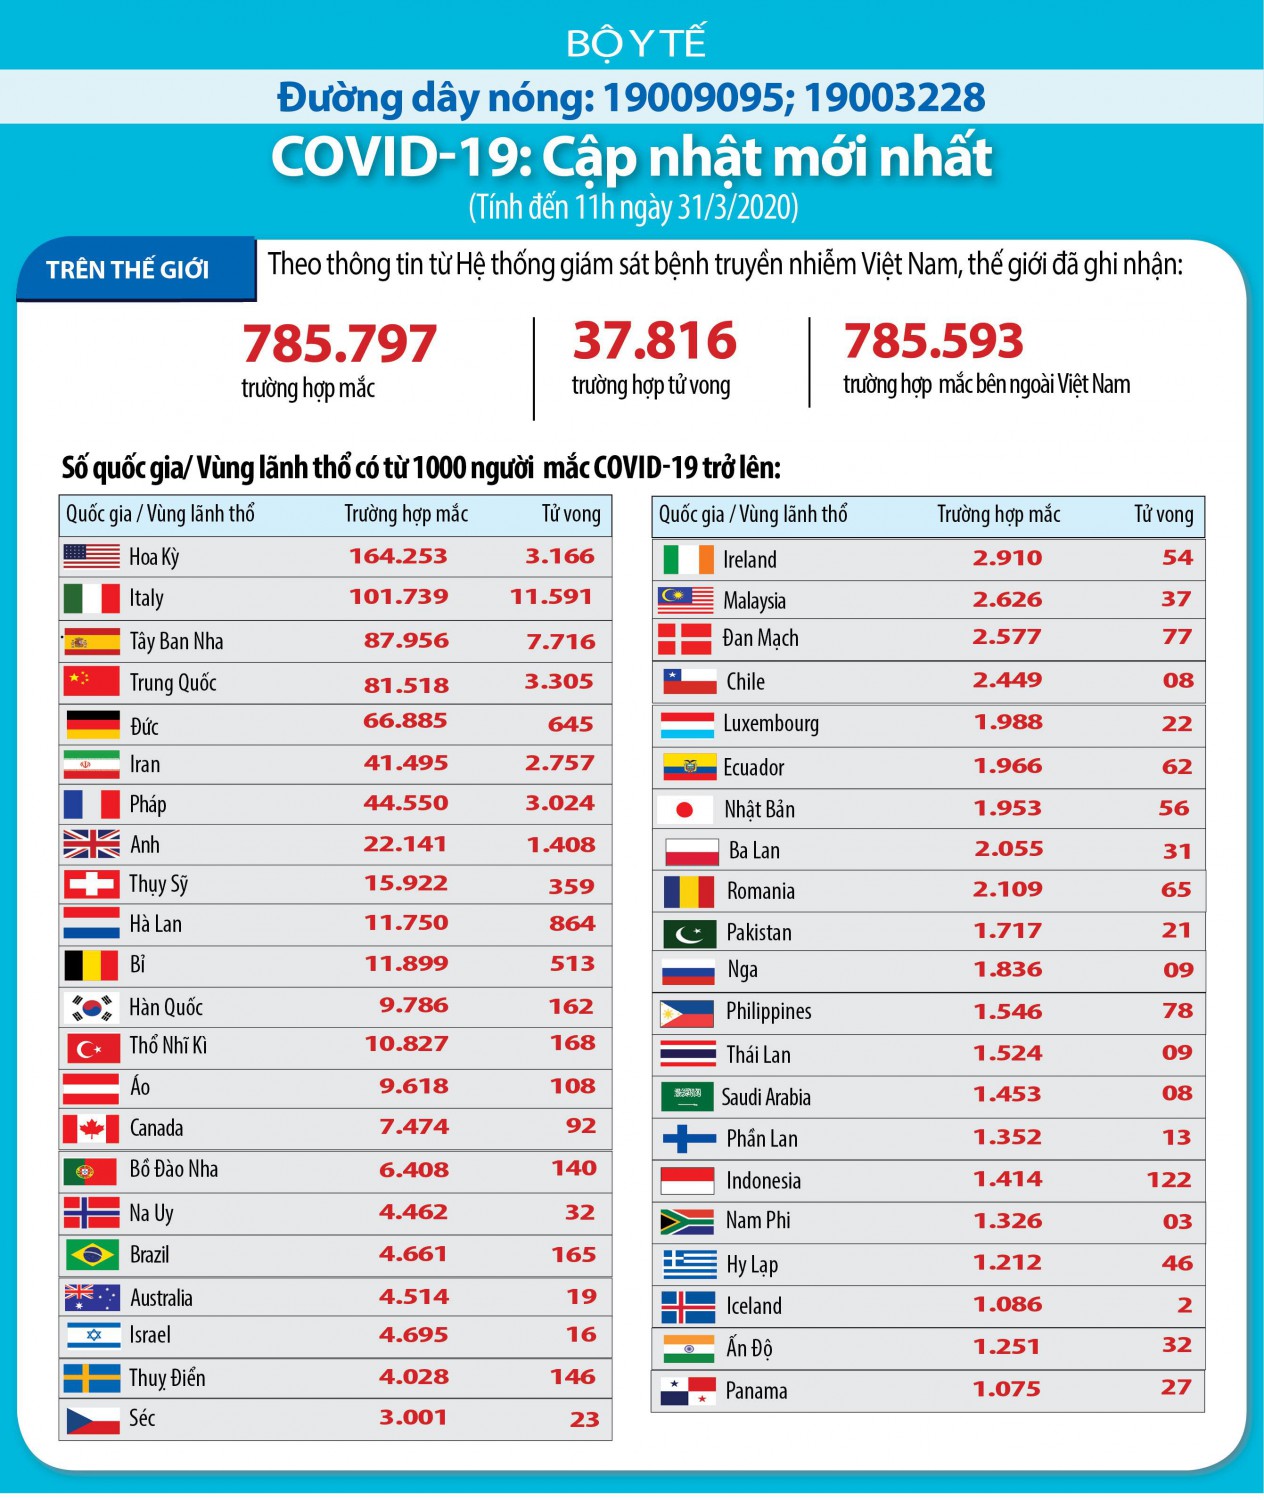 BỘ Y TẾ
Đường dây nóng: 19009095; 19003228
COVID-19: Cập nhật mới nhất
(Tính đến 11h ngày 31/3/2020)
TRÊN THẾ GIỚI
Theo thông tin từ Hệ thống giám sát bệnh truyền nhiễm Việt Nam, thế giới đã ghi nhận:
785.797
trường hợp mắc
37.816
trường hợp tử vong
785.593
trường hợp mắc bên ngoài Việt Nam
Số quốc gia/ Vùng lãnh thổ có từ 1000 người mắc COVID-19 trở lên:
Quốc gia / Vùng lãnh thổ Trường hợp mắc Tử vong
Hoa Kỳ 164.253 3.166
Italy 101.739 11.591
Tây Ban Nha 87.956 7.716
Trung Quốc 81.518 3.305
Đức 66.885 645
Iran 41.495 2.757
Pháp 44.550 3.024
Anh 22.141 1.408
Thụy Sỹ 15.922 359
Hà Lan 11.750 864
Bỉ 11.899 513
Hàn Quốc 9.786 162
Thổ Nhĩ Kì 10.827 168
Áo 9.618 108
Canada 7.474 92
Bồ Đào Nha 6.408 140
Na Uy 4.462 32
Brazil 4.661 165
Australia 4.514 19
Israel 4.695 16
Thuỵ Điển 4.028 146
Séc 3.001 23
Quốc gia / Vùng lãnh thổ Trường hợp mắc Tử vong
Ireland 2.910 54
Malaysia 2.626 37
Đan Mạch 2.577 77
Chile 2.449 08
Luxembourg 1.988 22
Ecuador 1.966 62
Nhật Bản 1.953 56
Ba Lan 2.055 31
Romania 2.109 65
Pakistan 1.717 21
Nga 1.836 09
Philippines 1.546 78
Thái Lan 1.524 09
Saudi Arabia 1.453 08
Phần Lan 1.352 13
Indonesia 1.414 122
Nam Phi 1.326 03
Hy Lạp 1.212 46
Iceland 1.086 2
Ấn Độ 1.251 32
Panama 1.075 27